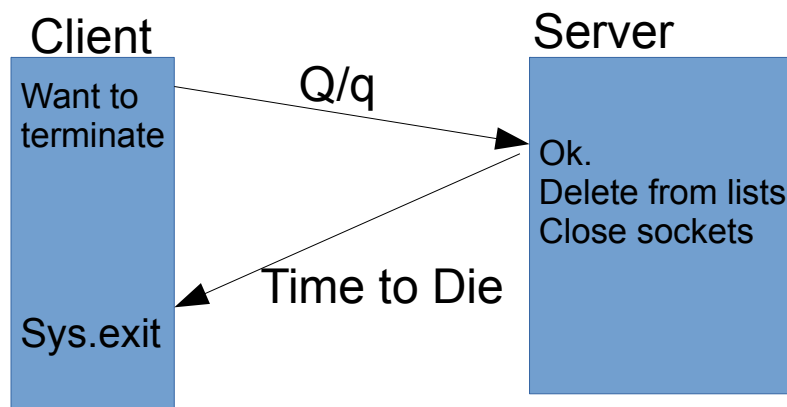 Client
Server
Want to
terminate
Q/q
Ok.
Delete from lists
Close sockets
Time to Die
Sys.exit